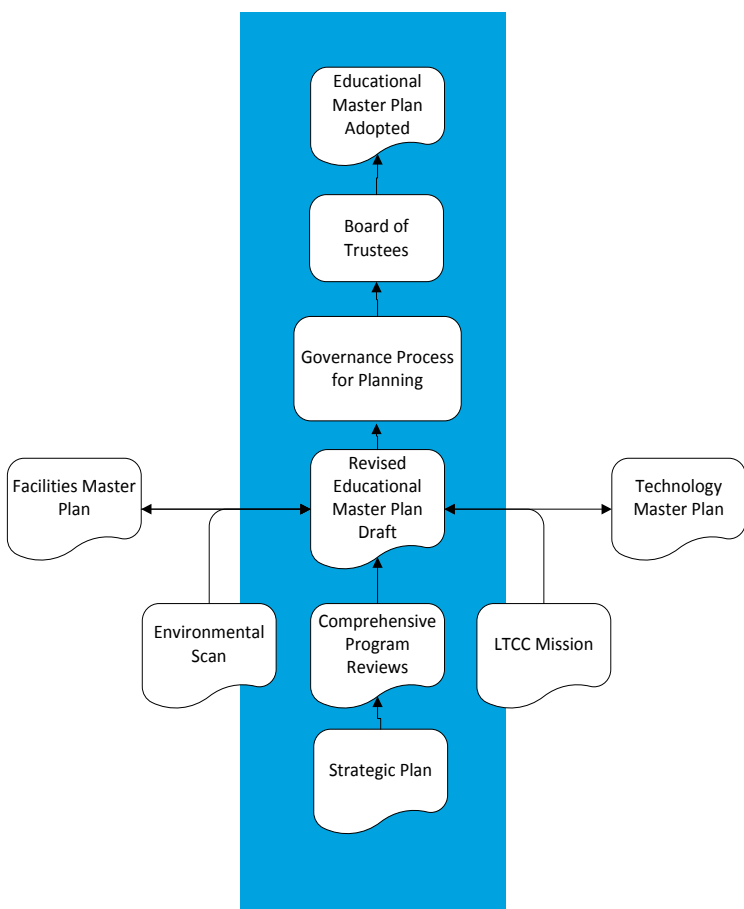 Educational
Master Plan
Adopted
Board of
Trustees
Governance Process
for Planning
Facilities Master
Plan
Revised
Educational
Master Plan
Draft
Technology
Master Plan
Environmental
Scan
Comprehensive
Program
Reviews
LTCC Mission
Strategic Plan